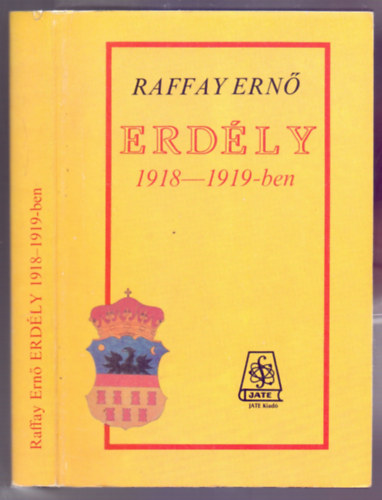 RAFFAY ERNŐ
ERDÉLY
1918—1919-ben
JATE
JATE Kiadó
Raffay Ernő ERDÉLY 1918–1919-ben